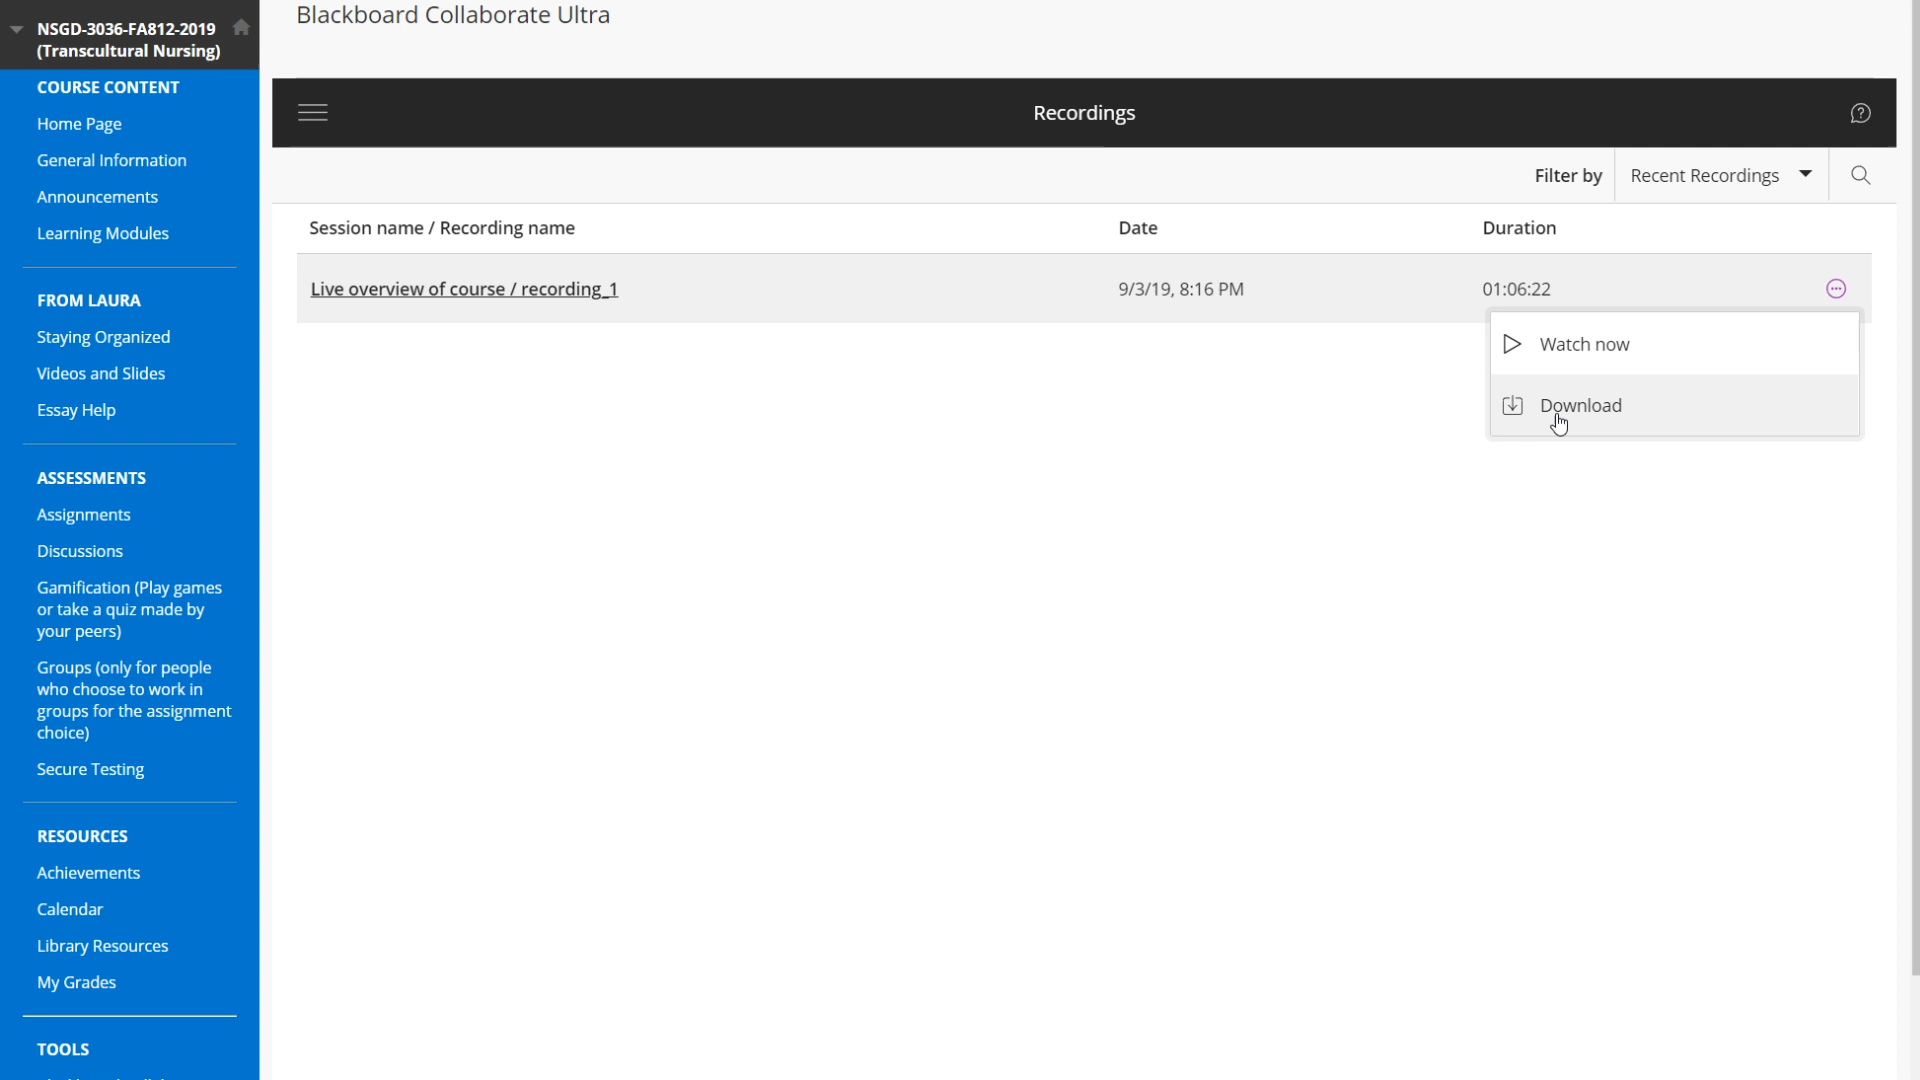 NSGD-3036-FA812-2019
(Transcultural Nursing)
COURSE CONTENT
Home Page
General Information
Announcements
Learning Modules
FROM LAURA
Staying Organized
Videos and Slides
Essay Help
ASSESSMENTS
Assignments
Discussions
Gamification (Play games
or take a quiz made by
your peers)
Groups (only for people
who choose to work in
groups for the assignment
choice)
Secure Testing
RESOURCES
Achievements
Calendar
Library Resources
My Grades
TOOLS
Blackboard Collaborate Ultra
Recordings
Filter by Recent Recordings
Session name / Recording name Date Duration
Live overview of course / recording_1 9/3/19, 8:16 PM 01:06:22
Watch now
Download